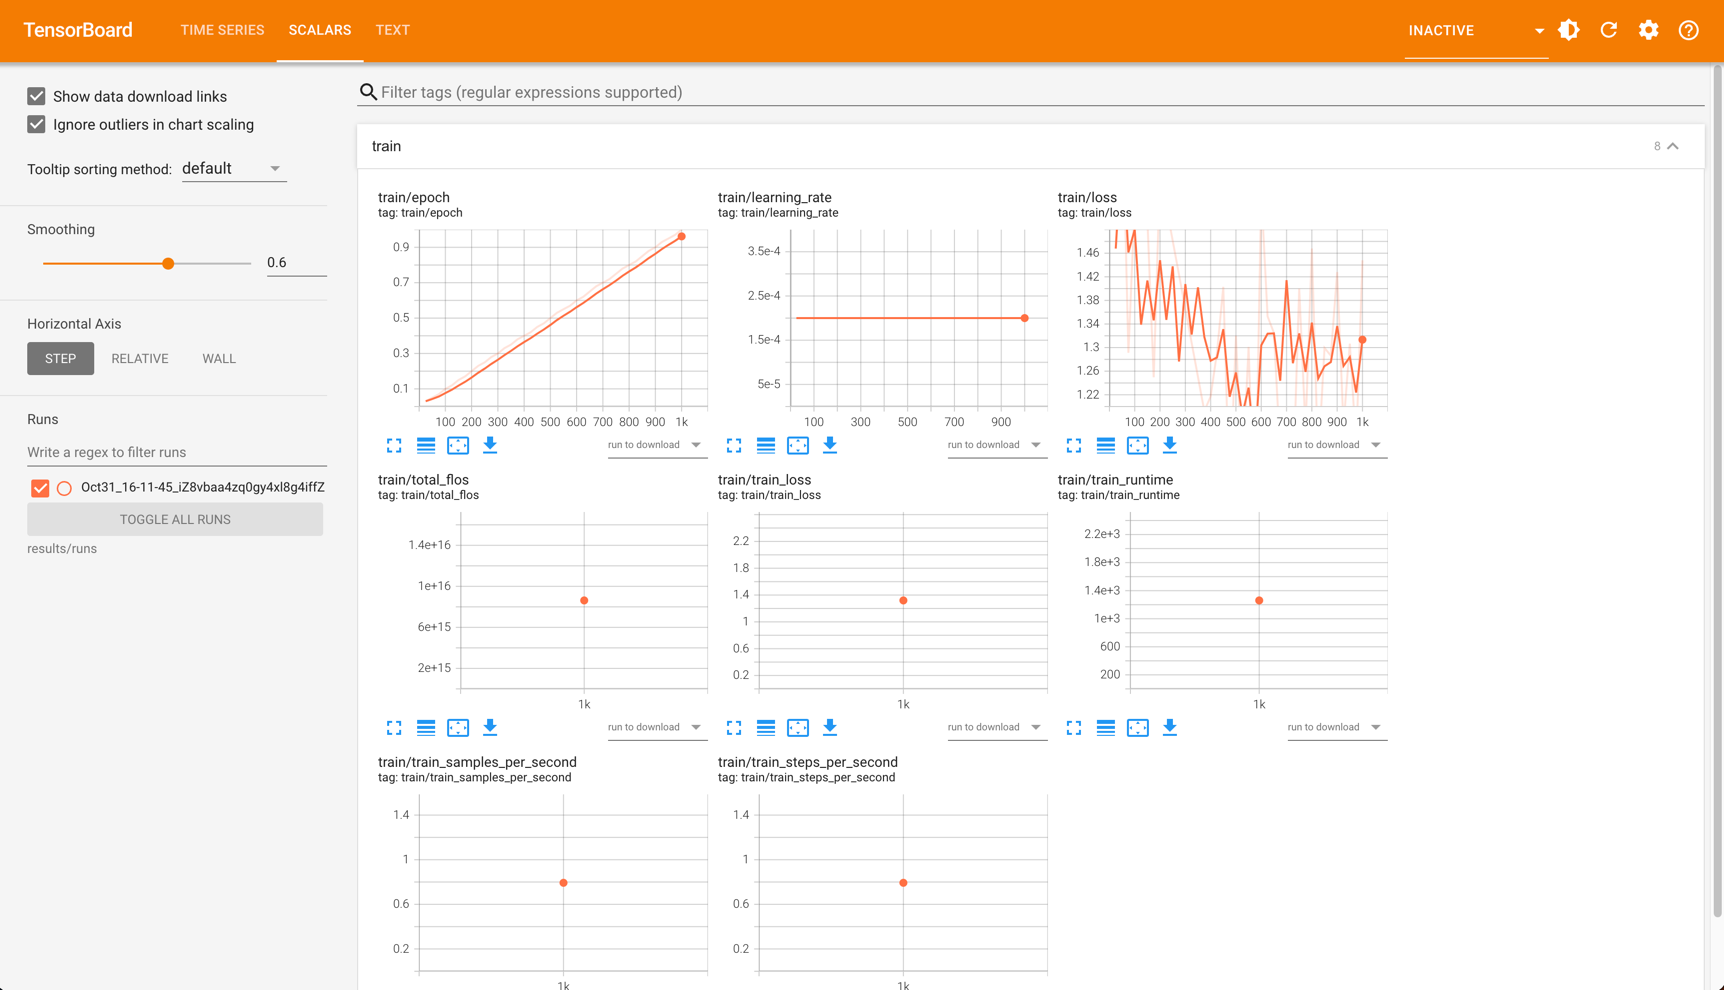 TensorBoard
TIME SERIES
SCALARS
TEXT
INACTIVE
Show data download links
Ignore outliers in chart scaling
Tooltip sorting method: default
Smoothing
0.6
Horizontal Axis
STEP
RELATIVE
WALL
Runs
Write a regex to filter runs
Oct31_16-11-45_iZ8vbaa4zq0gy4xl8g4iffZ
TOGGLE ALL RUNS
results/runs
Filter tags (regular expressions supported)
train
8
train/epoch
tag: train/epoch
0.9
0.7
0.5
0.3
0.1
100 200 300 400 500 600 700 800 900 1k
run to download
train/learning_rate
tag: train/learning_rate
3.5e-4
2.5e-4
1.5e-4
5e-5
100 300 500 700 900
run to download
train/loss
tag: train/loss
1.46
1.42
1.38
1.34
1.3
1.26
1.22
100 200 300 400 500 600 700 800 900 1k
run to download
train/total_flos
tag: train/total_flos
1.4e+16
1e+16
6e+15
2e+15
1k
run to download
train/train_loss
tag: train/train_loss
2.2
1.8
1.4
1
0.6
0.2
1k
run to download
train/train_runtime
tag: train/train_runtime
2.2e+3
1.8e+3
1.4e+3
1e+3
600
200
1k
run to download
train/train_samples_per_second
tag: train/train_samples_per_second
1.4
1
0.6
0.2
1k
train/train_steps_per_second
tag: train/train_steps_per_second
1.4
1
0.6
0.2
1k